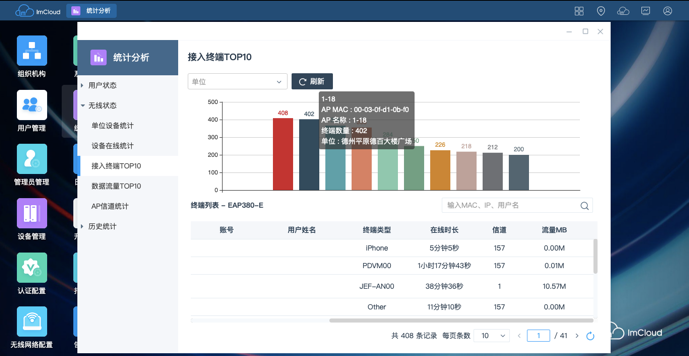 ImCloud
统计分析
组织机构
用户管理
管理员管理
设备管理
认证配置
无线网络配置
统计分析
用户状态
无线状态
单位设备统计
设备在线统计
接入终端TOP10
数据流量TOP10
AP信道统计
历史统计
接入终端TOP10
单位
刷新
500
400
300
200
100
0
408
402
226
218
212
200
1-18
AP MAC : 00-03-0f-d1-0b-f0
AP 名称 : 1-18
终端数量 : 402
单位 : 德州平原德百大楼广场
终端列表 - EAP380-E
输入MAC、IP、用户名
账号 用户姓名 终端类型 在线时长 信道 流量MB
iPhone 5分钟5秒 157 0.00M
PDVM00 1小时17分钟43秒 157 0.01M
JEF-AN00 38分钟36秒 1 10.57M
Other 11分钟10秒 157 0.00M
共 408 条记录 每页条数 10 1 / 41
ImCloud